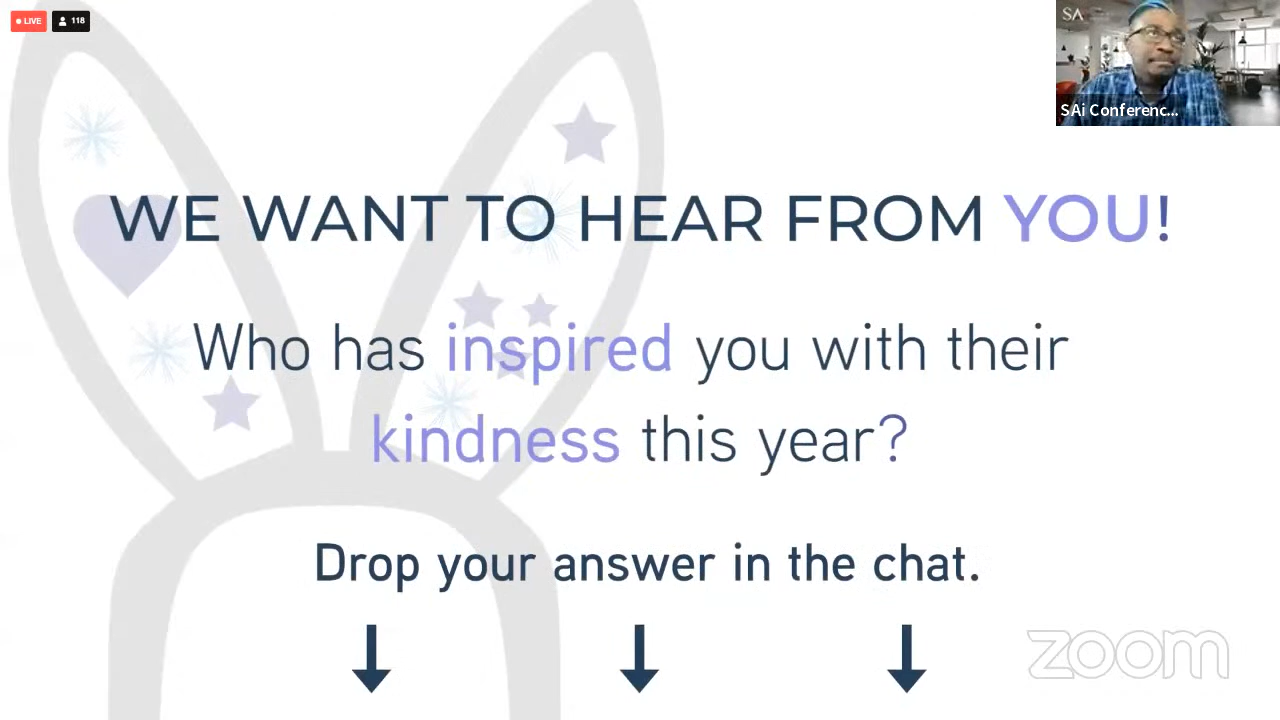 LIVE
118
SA
SAi Conferenc...
WE WANT TO HEAR FROM YOU!
Who has inspired you with their
kindness this year?
Drop your answer in the chat.
zoom